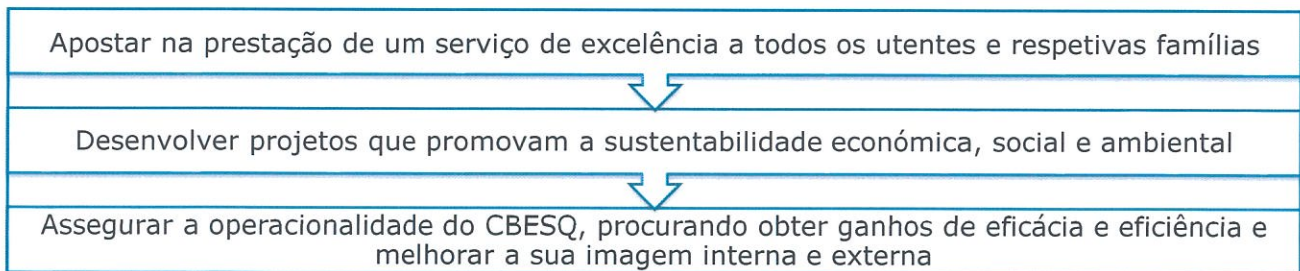 Apostar na prestação de um serviço de excelência a todos os utentes e respetivas famílias
Desenvolver projetos que promovam a sustentabilidade económica, social e ambiental
Assegurar a operacionalidade do CBESQ, procurando obter ganhos de eficácia e eficiência e
melhorar a sua imagem interna e externa